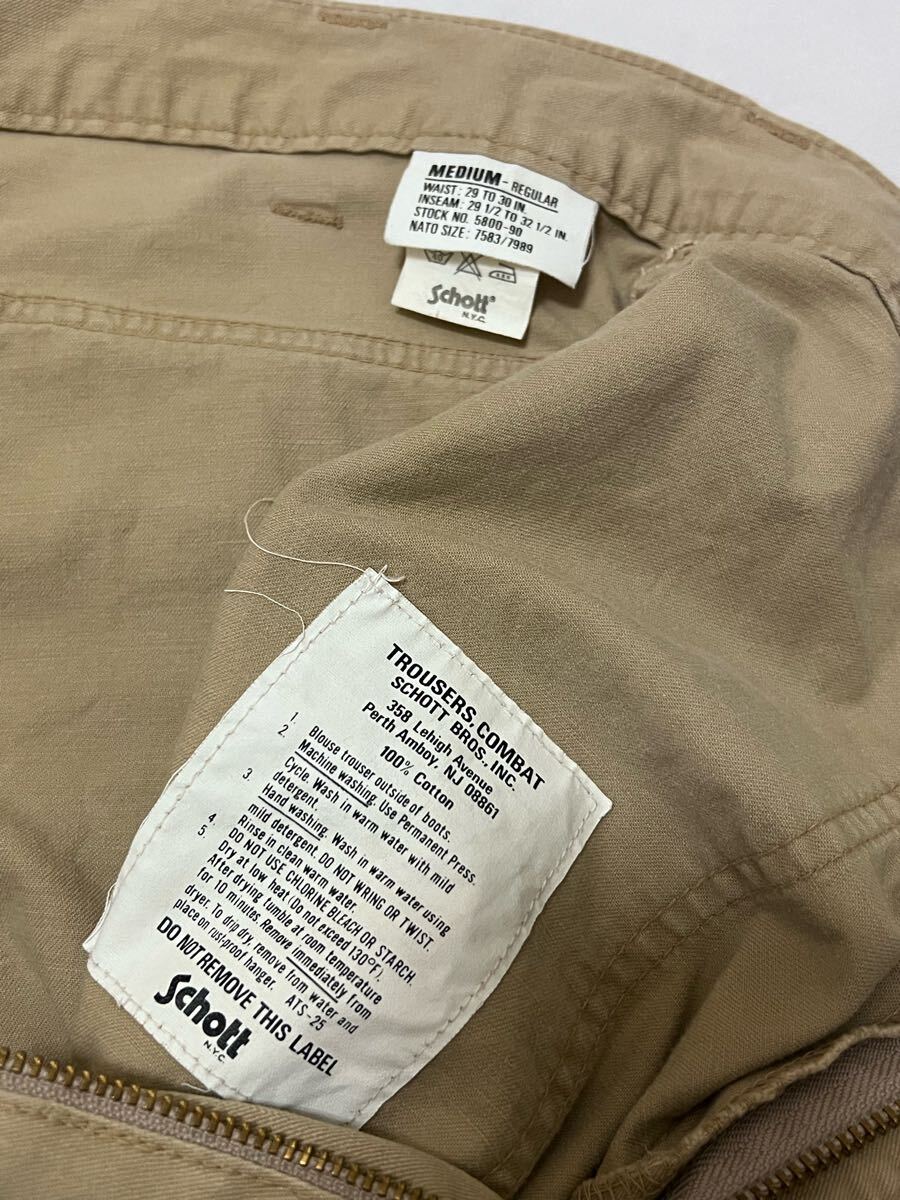 MEDIUM - REGULAR
WAIST: 29 TO 30 IN.
INSEAM: 29 1/2 TO 32 1/2 IN.
STOCK NO. 5800-90
NATO SIZE: 7583/7989
Schott®
N.Y.C.
TROUSERS, COMBAT
SCHOTT BROS., INC.
358 Lehigh Avenue
Perth Amboy, NJ 08861
100% Cotton
1. Blouse trouser outside of boots.
2. Machine washing. Use Permanent Press.
Cycle. Wash in warm water with mild
detergent.
3. Hand washing. Wash in warm water using
mild detergent. DO NOT WRING OR TWIST.
Rinse in clean warm water.
4. DO NOT USE CHLORINE BLEACH OR STARCH.
5. Dry at low heat (Do not exceed 130°F).
After drying tumble at room temperature
for 10 minutes. Remove immediately from
dryer. To drip dry, remove from water and
place on rust-proof hanger. ATS-25
DO NOT REMOVE THIS LABEL
Schott
N.Y.C.